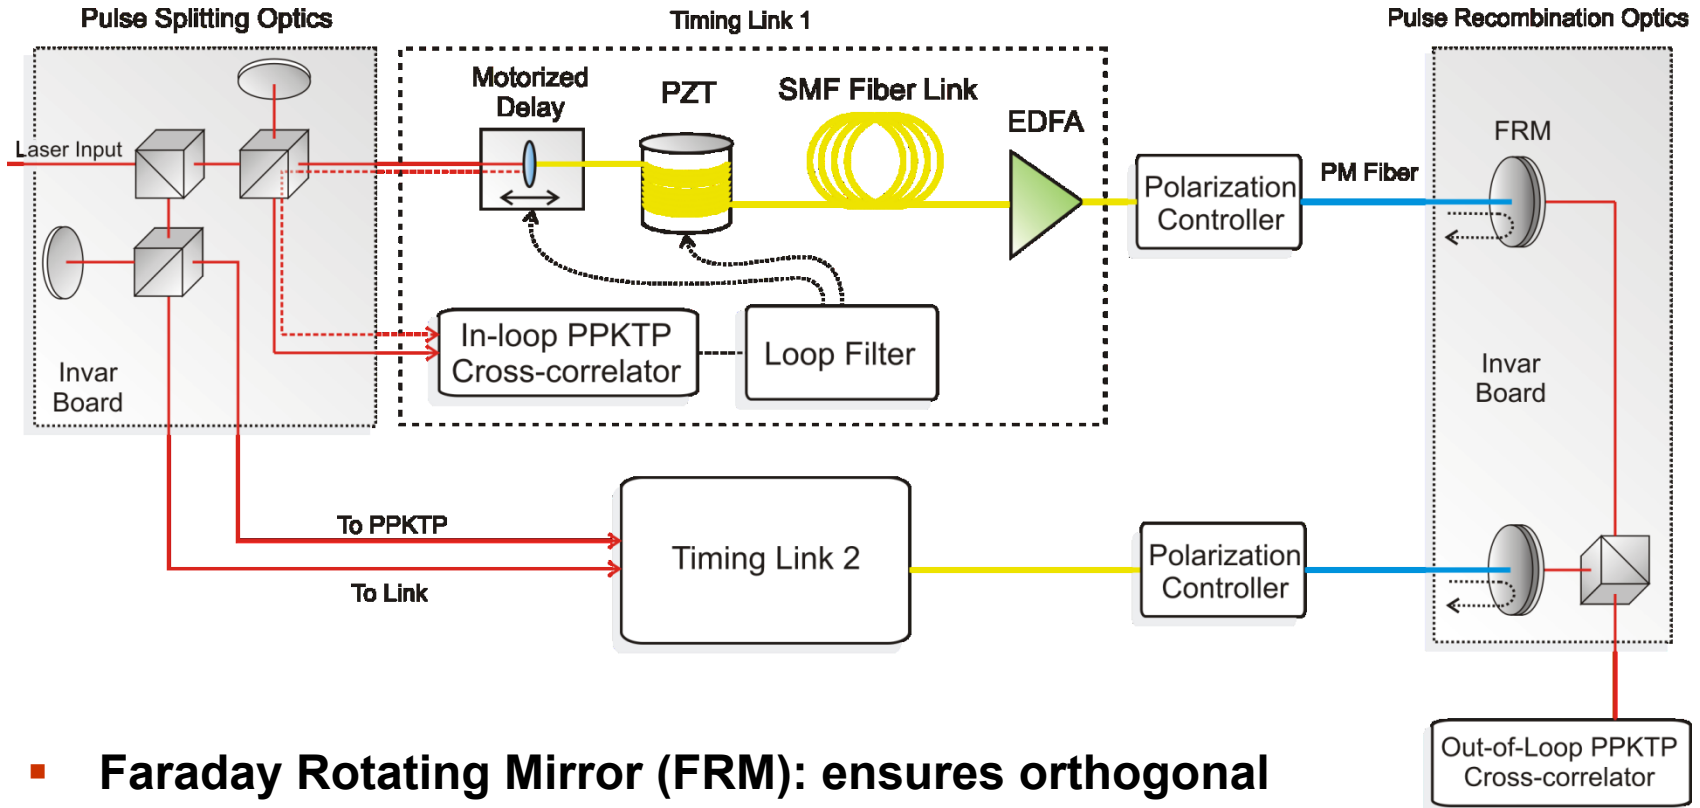 Pulse Splitting Optics
Timing Link 1
Pulse Recombination Optics
Motorized
Delay
PZT
SMF Fiber Link
EDFA
FRM
Laser Input
PM Fiber
Polarization
Controller
In-loop PPKTP
Cross-correlator
Loop Filter
Invar
Board
Invar
Board
To PPKTP
To Link
Timing Link 2
Polarization
Controller
Out-of-Loop PPKTP
Cross-correlator
▪ Faraday Rotating Mirror (FRM): ensures orthogonal